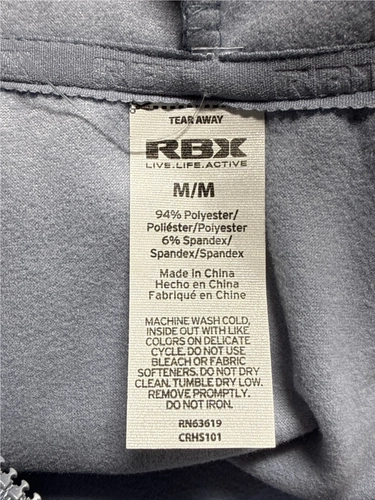 TEAR AWAY
RBX
LIVE.LIFE.ACTIVE
M/M
94% Polyester/
Poliéster/Polyester
6% Spandex/
Spandex/Spandex
Made in China
Hecho en China
Fabriqué en Chine
MACHINE WASH COLD,
INSIDE OUT WITH LIKE
COLORS ON DELICATE
CYCLE. DO NOT USE
BLEACH OR FABRIC
SOFTENERS. DO NOT DRY
CLEAN. TUMBLE DRY LOW.
REMOVE PROMPTLY.
DO NOT IRON.
RN63619
CRHS101